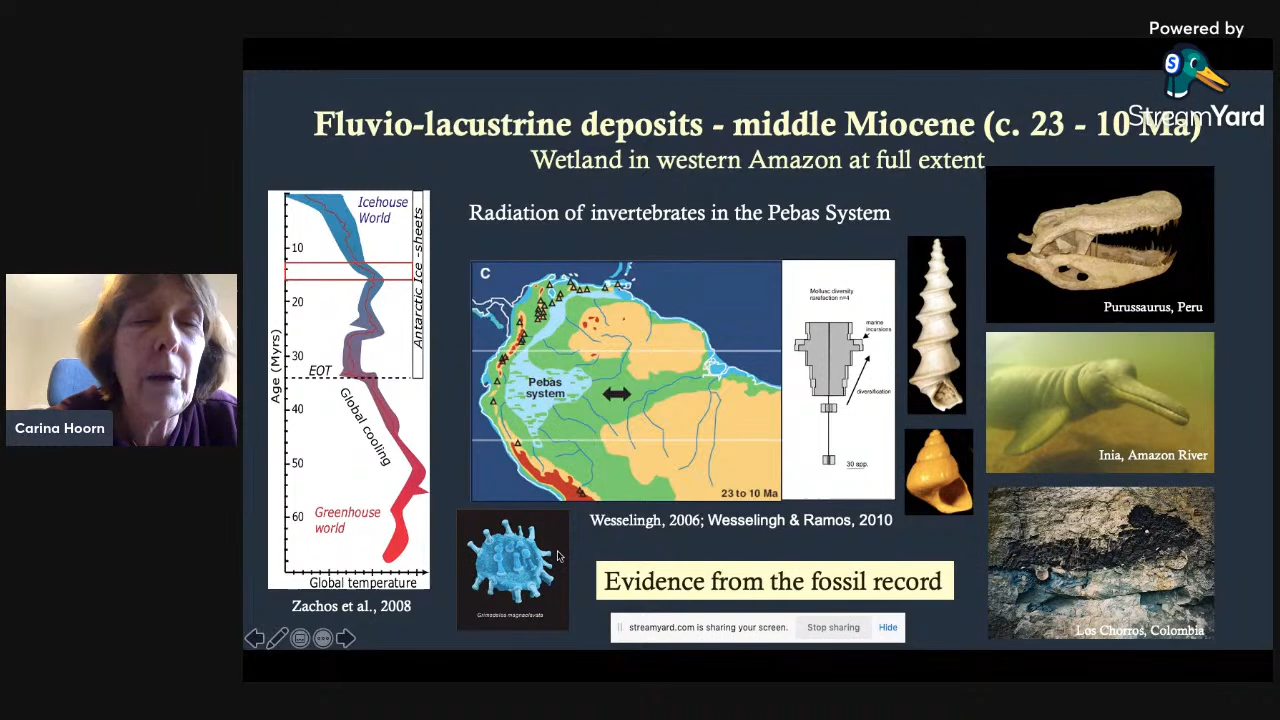 Powered by
StreamYard
Fluvio-lacustrine deposits - middle Miocene (c. 23 - 10 Ma)
Wetland in western Amazon at full extent
Radiation of invertebrates in the Pebas System
Icehouse
World
Antarctic Ice -sheets
10
20
30
40
50
60
EOT
Age (Myrs)
Global cooling
Greenhouse
world
Global temperature
Zachos et al., 2008
C
Pebas
system
23 to 10 Ma
Mollusc diversity
rarefaction n=4
marine
incursions
diversification
30 spp.
Wesselingh, 2006; Wesselingh & Ramos, 2010
Purussaurus, Peru
Inia, Amazon River
Los Chorros, Colombia
Carina Hoorn
Evidence from the fossil record
streamyard.com is sharing your screen.
Stop sharing
Hide